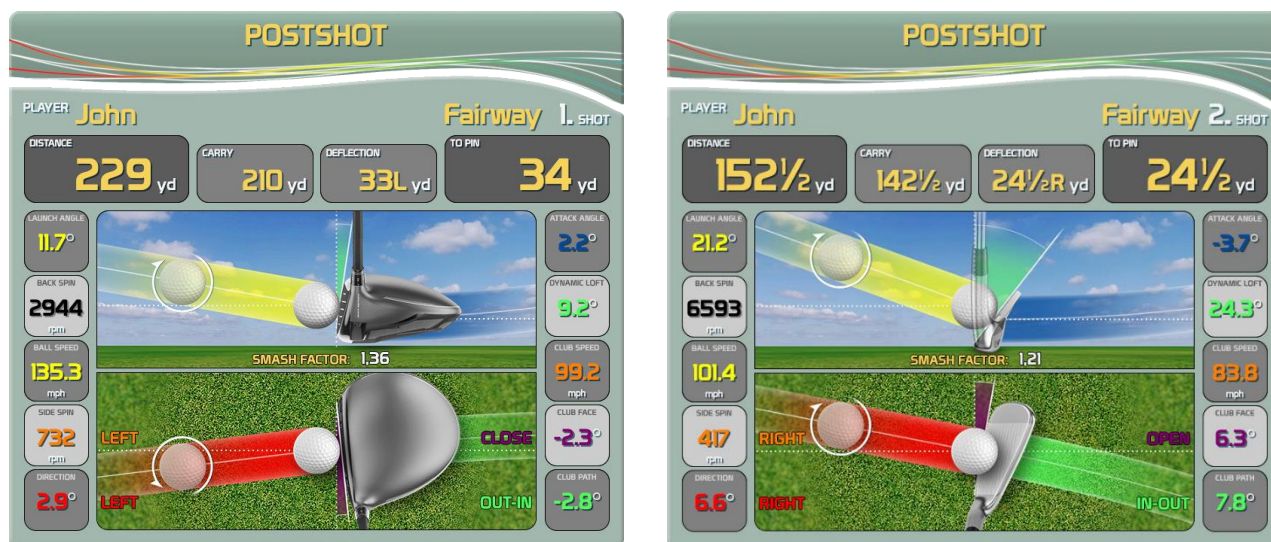 POSTSHOT
PLAYER John Fairway 1. SHOT
DISTANCE 229 yd
CARRY 210 yd
DEFLECTION 33L yd
TO PIN 34 yd
LAUNCH ANGLE 11.7°
BACK SPIN 2944 rpm
BALL SPEED 135.3 mph
SIDE SPIN 732 rpm
DIRECTION 2.9°
SMASH FACTOR: 1,36
LEFT
LEFT
CLOSE
OUT-IN
ATTACK ANGLE 2.2°
DYNAMIC LOFT 9.2°
CLUB SPEED 99.2 mph
CLUB FACE -2.3°
CLUB PATH -2.8°
POSTSHOT
PLAYER John Fairway 2. SHOT
DISTANCE 152½ yd
CARRY 142½ yd
DEFLECTION 24½R yd
TO PIN 24½ yd
LAUNCH ANGLE 21.2°
BACK SPIN 6593 rpm
BALL SPEED 101.4 mph
SIDE SPIN 417 rpm
DIRECTION 6.6°
SMASH FACTOR: 1,21
RIGHT
RIGHT
OPEN
IN-OUT
ATTACK ANGLE -3.7°
DYNAMIC LOFT 24.3°
CLUB SPEED 83.8 mph
CLUB FACE 6.3°
CLUB PATH 7.8°